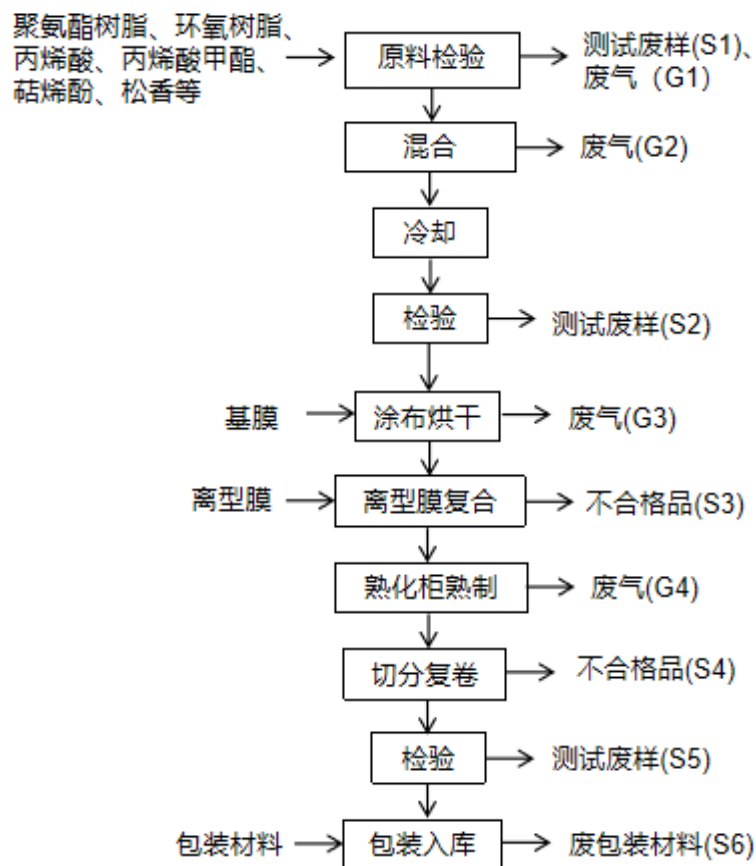 聚氨酯树脂、环氧树脂、
丙烯酸、丙烯酸甲酯、
萜烯酚、松香等
原料检验
测试废样(S1)、
废气（G1)
混合
废气(G2)
冷却
检验
测试废样(S2)
基膜
涂布烘干
废气(G3)
离型膜
离型膜复合
不合格品(S3)
熟化柜熟制
废气(G4)
切分复卷
不合格品(S4)
检验
测试废样(S5)
包装材料
包装入库
废包装材料(S6)